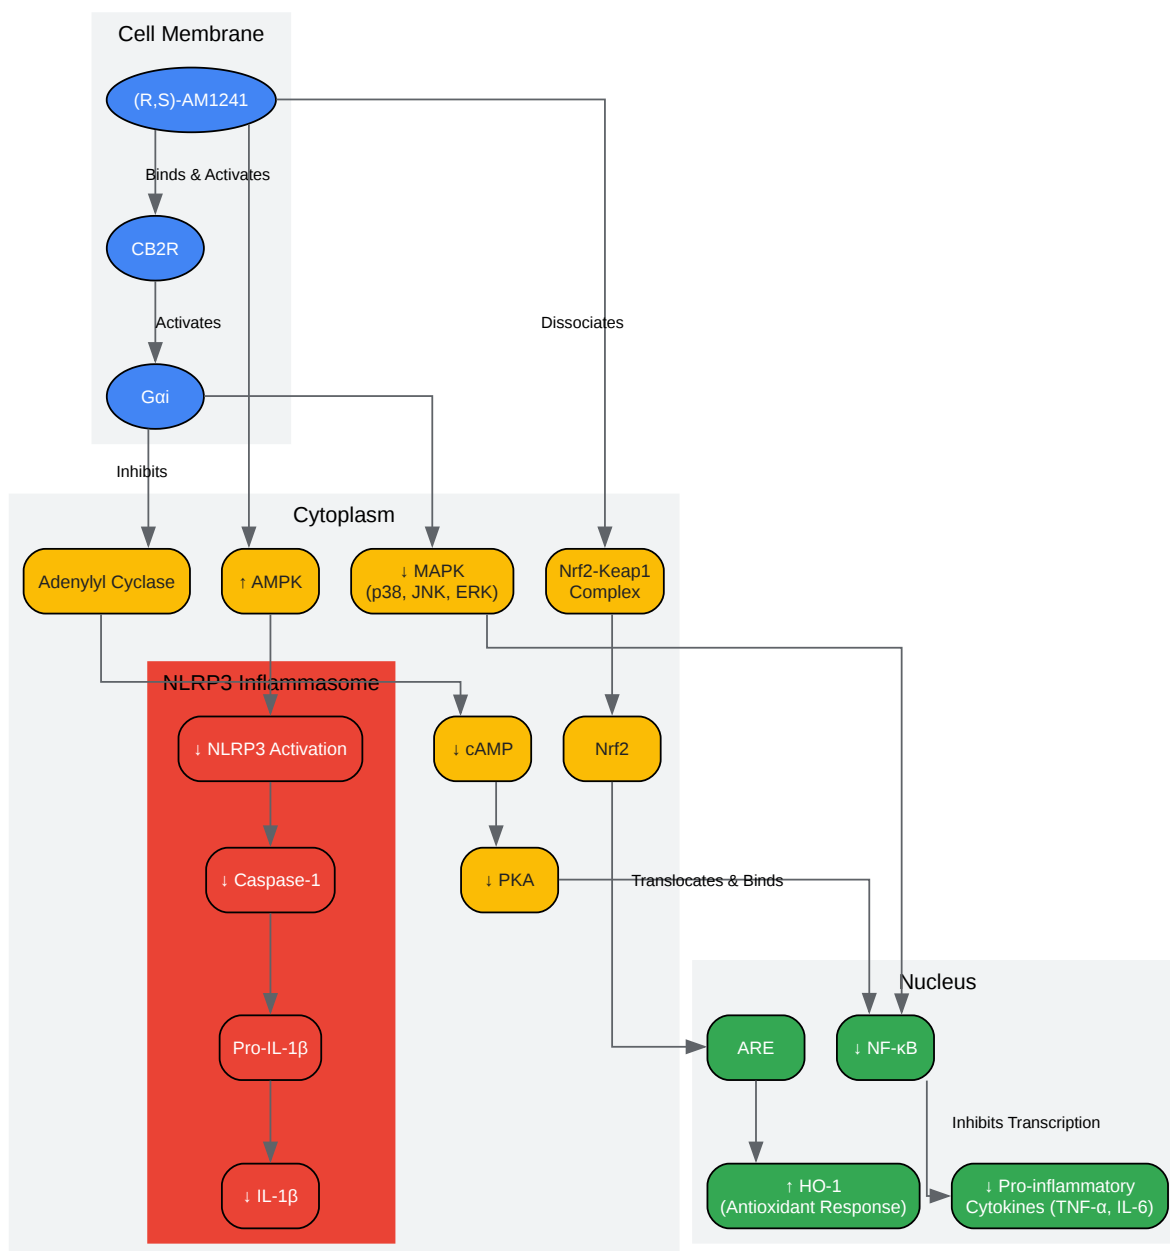 Cell Membrane
(R,S)-AM1241
Binds & Activates
CB2R
Activates
Dissociates
Gαi
Inhibits
Cytoplasm
Adenylyl Cyclase
↑ AMPK
↓ MAPK
(p38, JNK, ERK)
Nrf2-Keap1
Complex
NLRP3 Inflammasome
↓ NLRP3 Activation
↓ cAMP
Nrf2
↓ Caspase-1
↓ PKA
Translocates & Binds
Nucleus
Pro-IL-1β
ARE
↓ NF-κB
Inhibits Transcription
↓ IL-1β
↑ HO-1
(Antioxidant Response)
↓ Pro-inflammatory
Cytokines (TNF-α, IL-6)